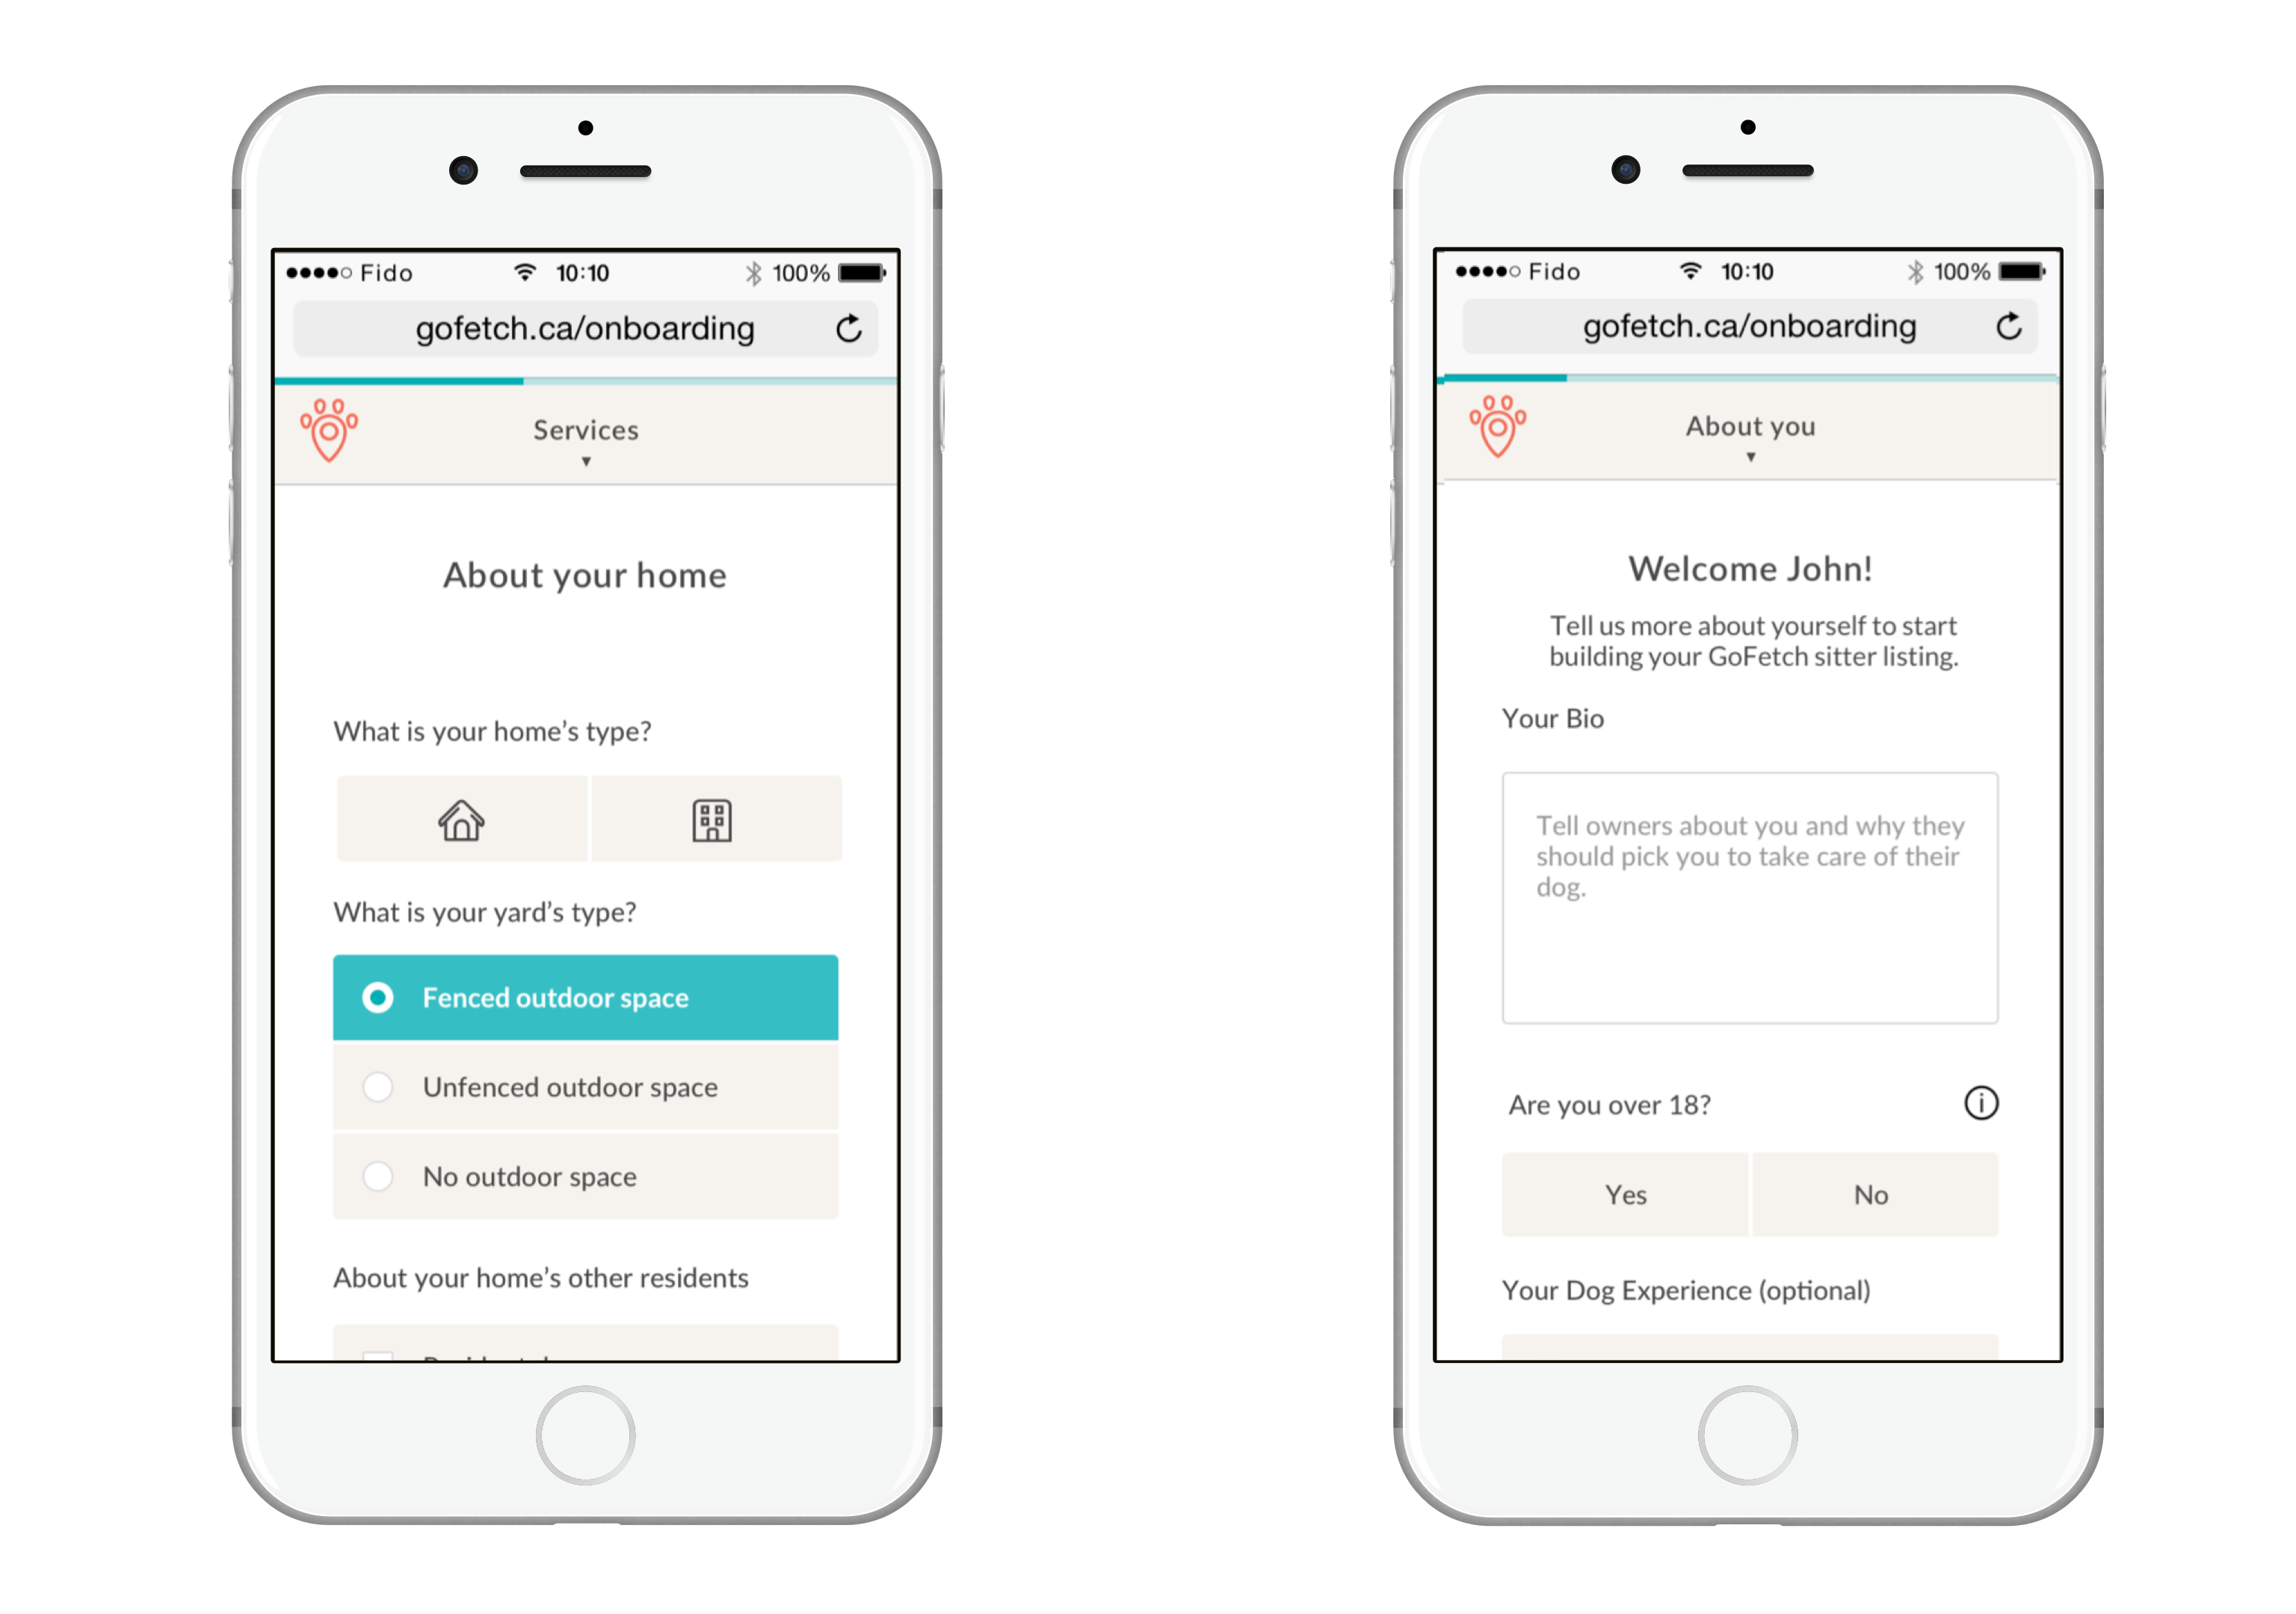 Fido 10:10 100%
gofetch.ca/onboarding
Services
About your home
What is your home's type?
What is your yard's type?
Fenced outdoor space
Unfenced outdoor space
No outdoor space
About your home's other residents
Fido 10:10 100%
gofetch.ca/onboarding
About you
Welcome John!
Tell us more about yourself to start
building your GoFetch sitter listing.
Your Bio
Tell owners about you and why they
should pick you to take care of their
dog.
Are you over 18?
Yes No
Your Dog Experience (optional)